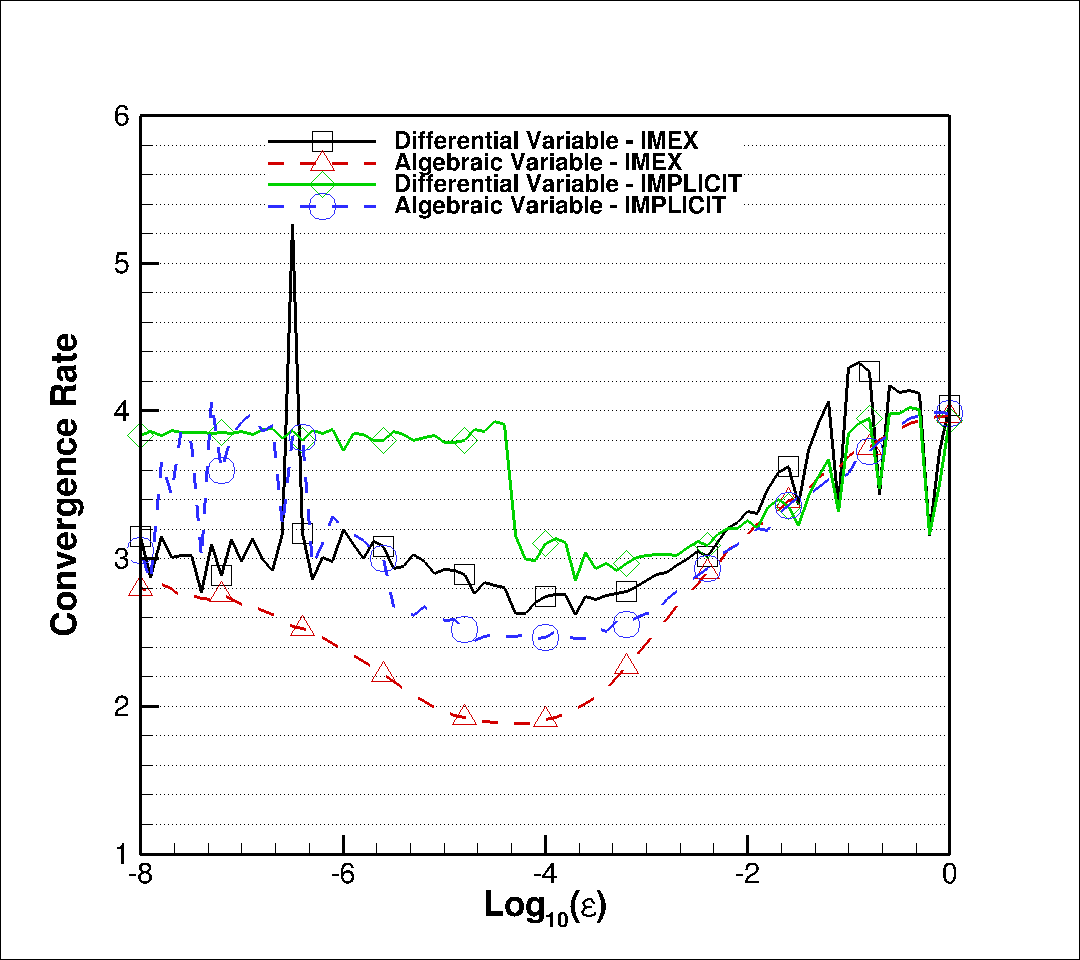 6
Differential Variable - IMEX
Algebraic Variable - IMEX
Differential Variable - IMPLICIT
Algebraic Variable - IMPLICIT
5
4
3
2
1
Convergence Rate
-8 -6 -4 -2 0
Log10(ε)